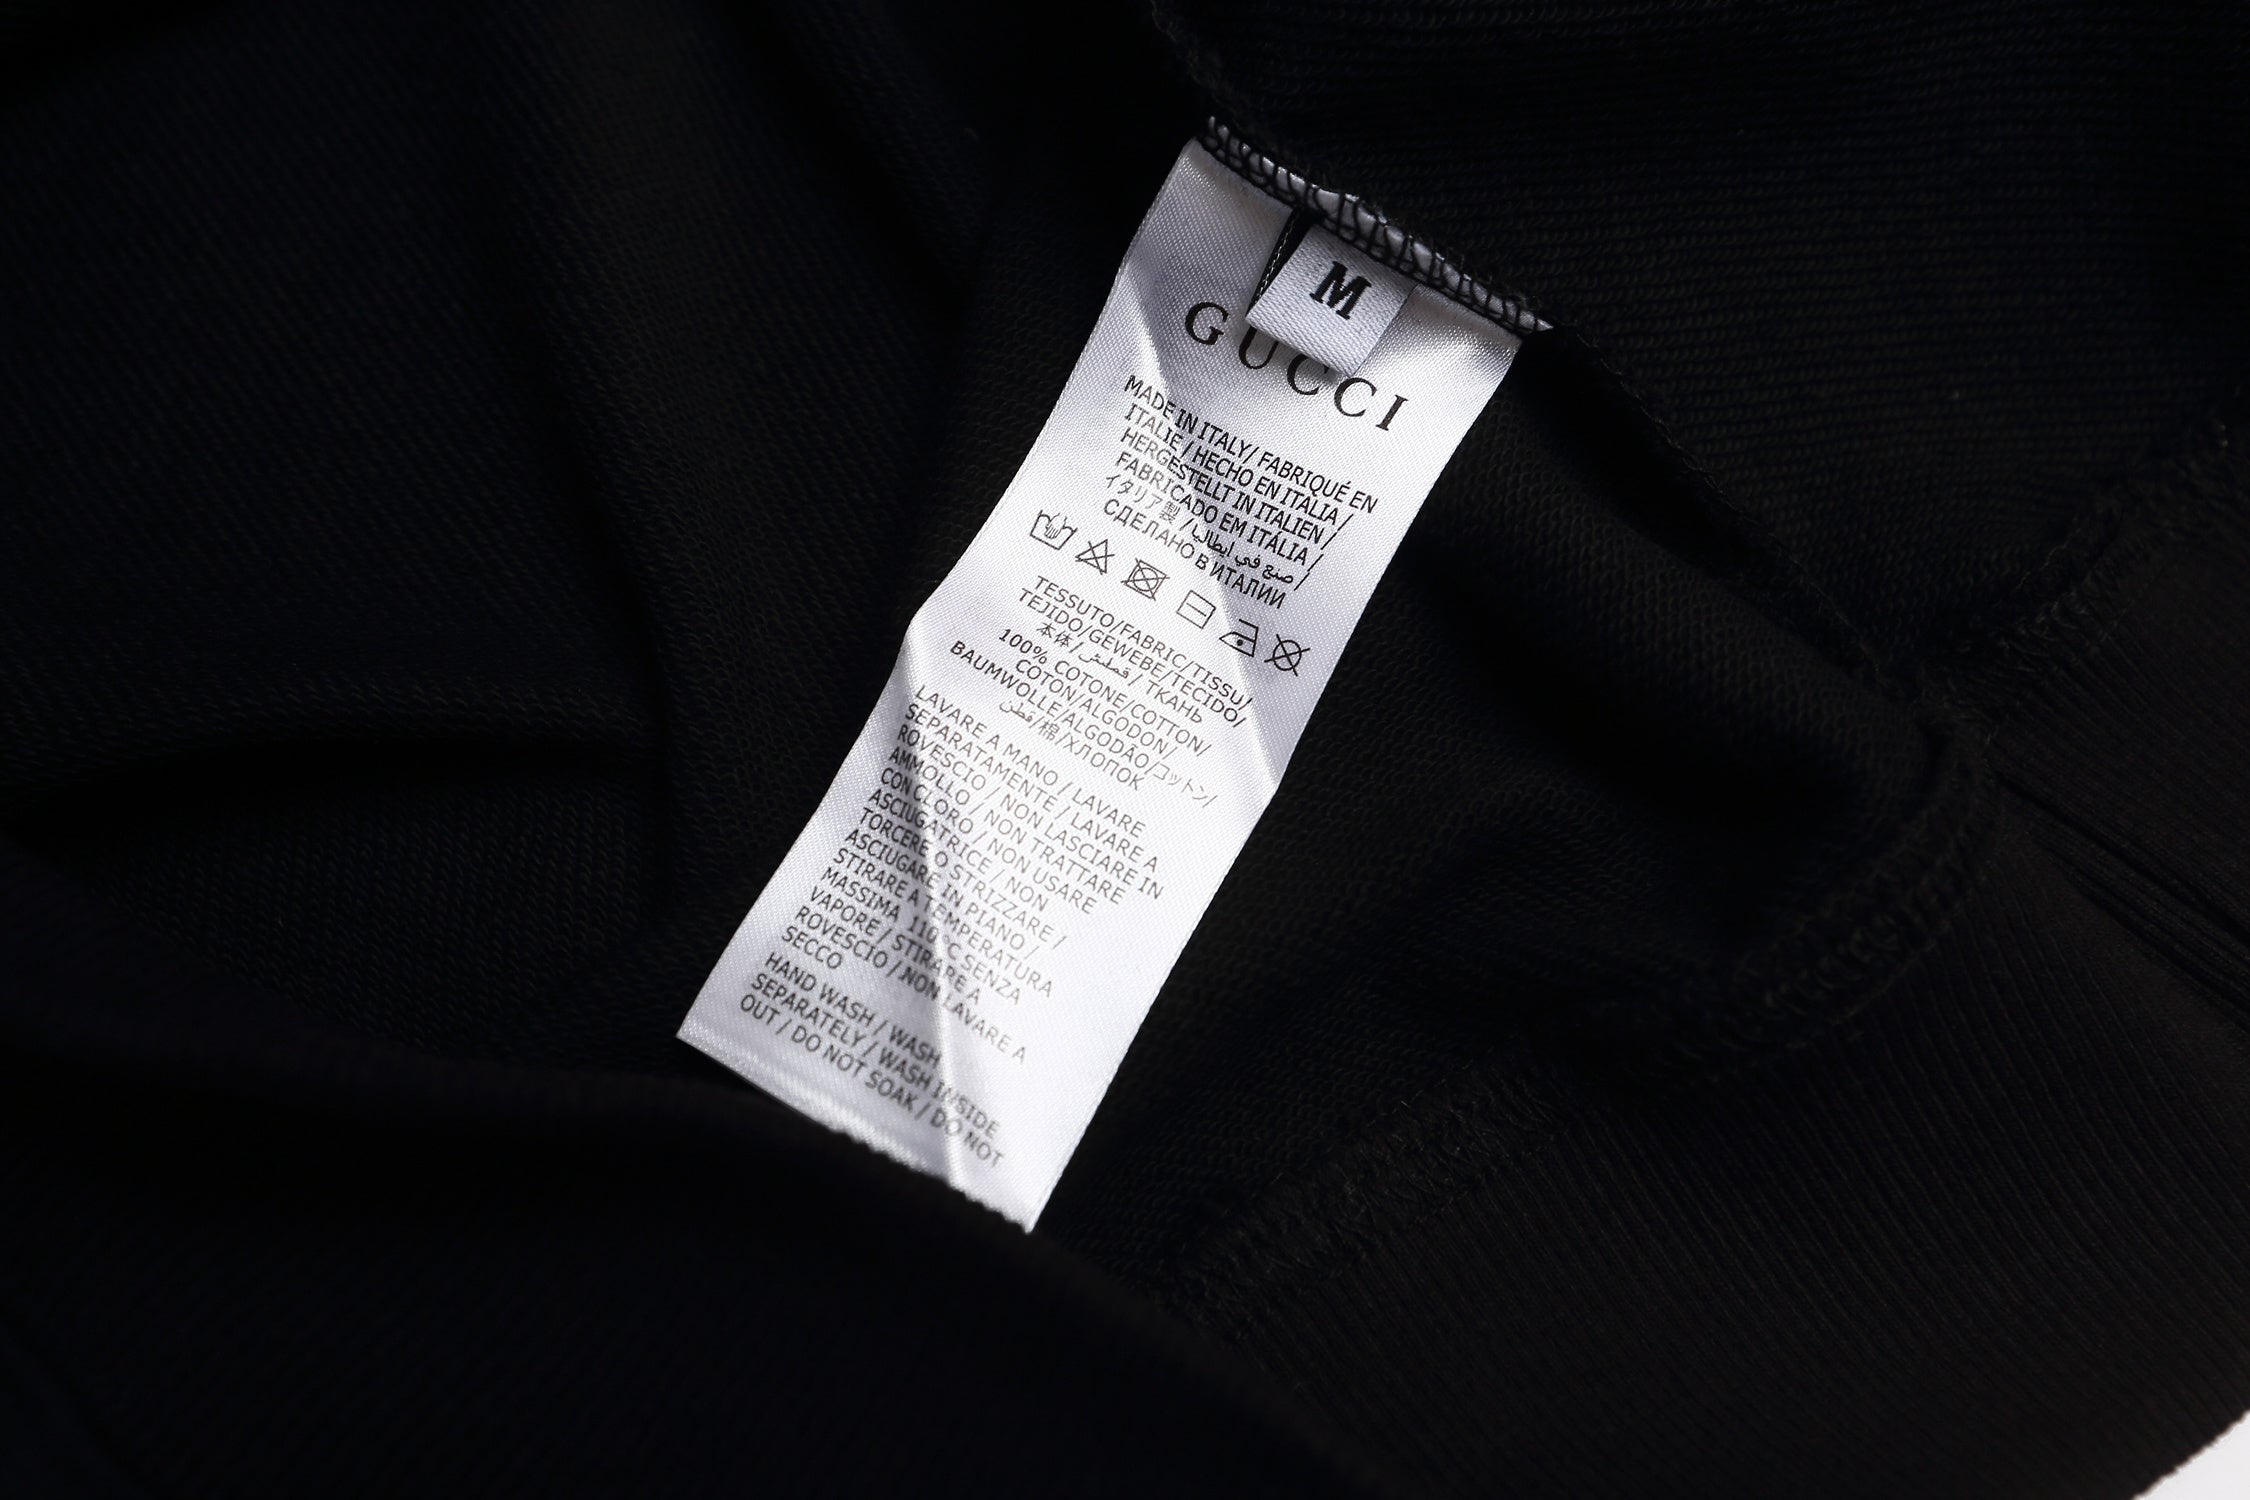 M
GUCCI
MADE IN ITALY/ FABRIQUÉ EN
ITALIE / HECHO EN ITALIA /
HERGESTELLT IN ITALIEN /
FABRICADO EM ITÁLIA /
イタリア製 /صنع في ايطاليا /
СДЕЛАНО В ИТАЛИИ
TESSUTO/FABRIC/TISSU/
TEJIDO/GEWEBE/TECIDO/
本体/قماش/ТКАНЬ
100% COTONE/COTTON/
COTON/ALGODON/
BAUMWOLLE/ALGODÃO/コットン/
قطن/棉/ХЛОПОК
LAVARE A MANO / LAVARE
SEPARATAMENTE / LAVARE A
ROVESCIO / NON LASCIARE IN
AMMOLLO / NON TRATTARE
CON CLORO / NON USARE
ASCIUGATRICE / NON
TORCERE O STRIZZARE /
ASCIUGARE IN PIANO /
STIRARE A TEMPERATURA
MASSIMA 110°C SENZA
VAPORE / STIRARE A
ROVESCIO / NON LAVARE A
SECCO
HAND WASH / WASH
SEPARATELY / WASH INSIDE
OUT / DO NOT SOAK / DO NOT